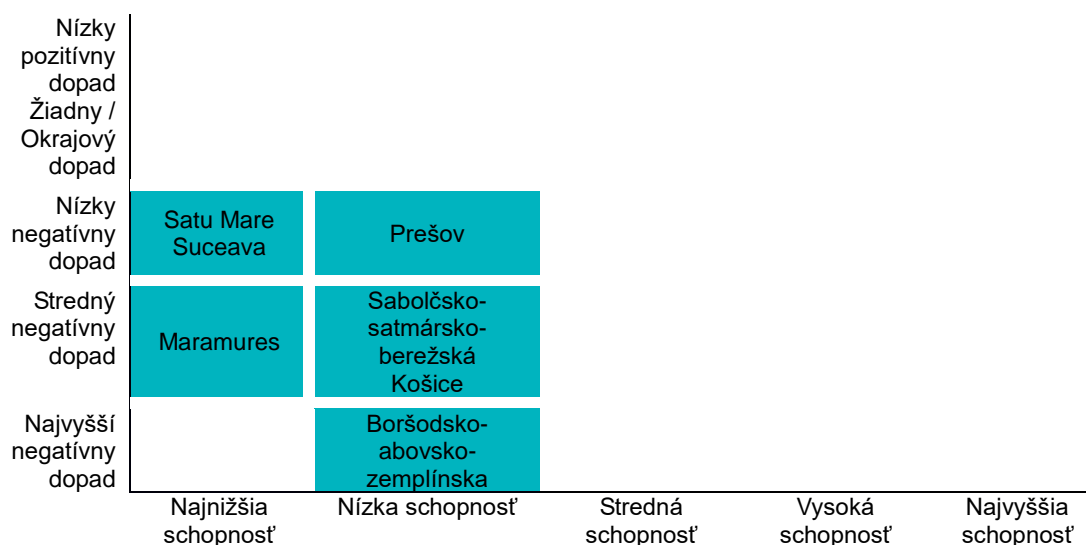 Nízky
pozitívny
dopad
Žiadny /
Okrajový
dopad
Nízky
negatívny
dopad
Satu Mare
Suceava
Prešov
Stredný
negatívny
dopad
Maramures
Sabolčsko-
satmársko-
berežská
Košice
Najvyšší
negatívny
dopad
Boršodsko-
abovsko-
zemplínska
Najnižšia
schopnosť
Nízka schopnosť
Stredná
schopnosť
Vysoká
schopnosť
Najvyššia
schopnosť